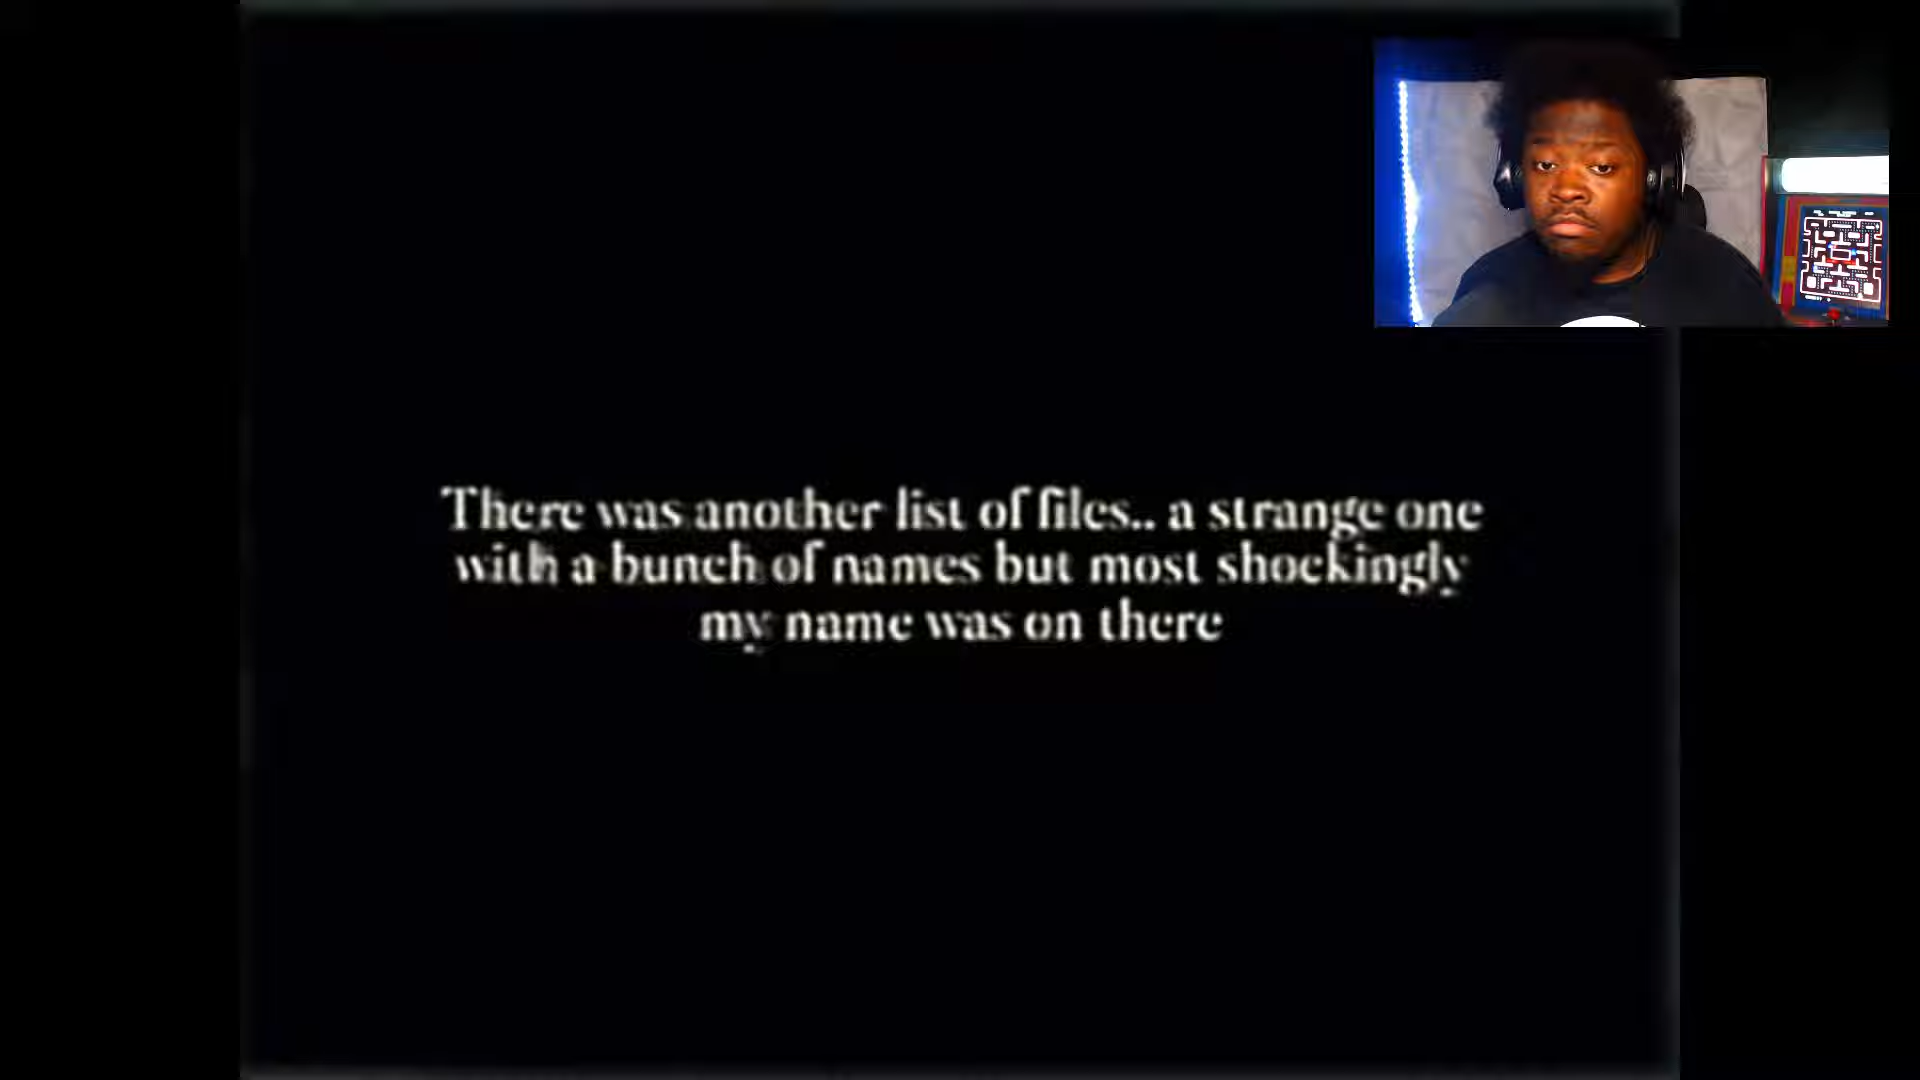 There was another list of files.. a strange one
with a bunch of names but most shockingly
my name was on there